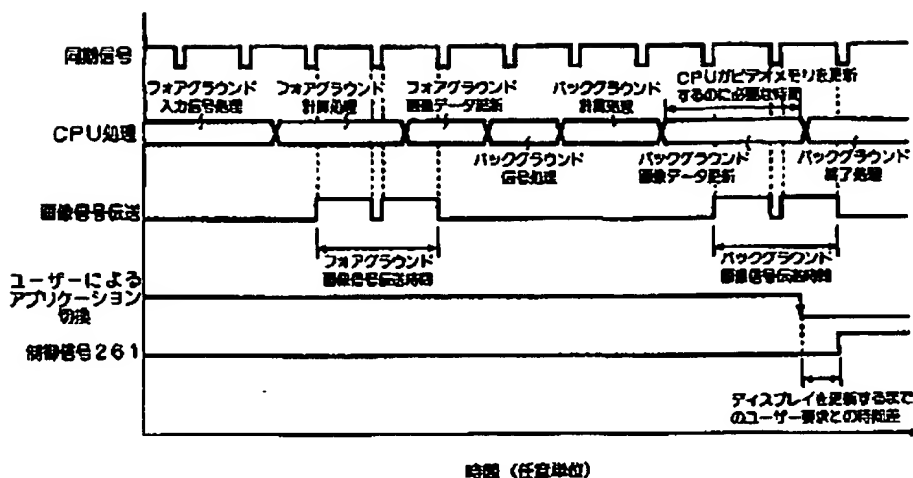 同期信号
フォアグラウンド
入力信号処理
フォアグラウンド
計算処理
フォアグラウンド
画像データ更新
バックグラウンド
計算処理
CPUがビデオメモリを更新
するのに必要な時間
CPU処理
バックグラウンド
信号処理
バックグラウンド
画像データ更新
バックグラウンド
終了処理
画像信号伝送
フォアグラウンド
画像信号伝送時間
バックグラウンド
画像信号伝送時間
ユーザーによる
アプリケーション
切換
制御信号261
ディスプレイを更新するまで
のユーザー要求との時間差
時間(任意単位)